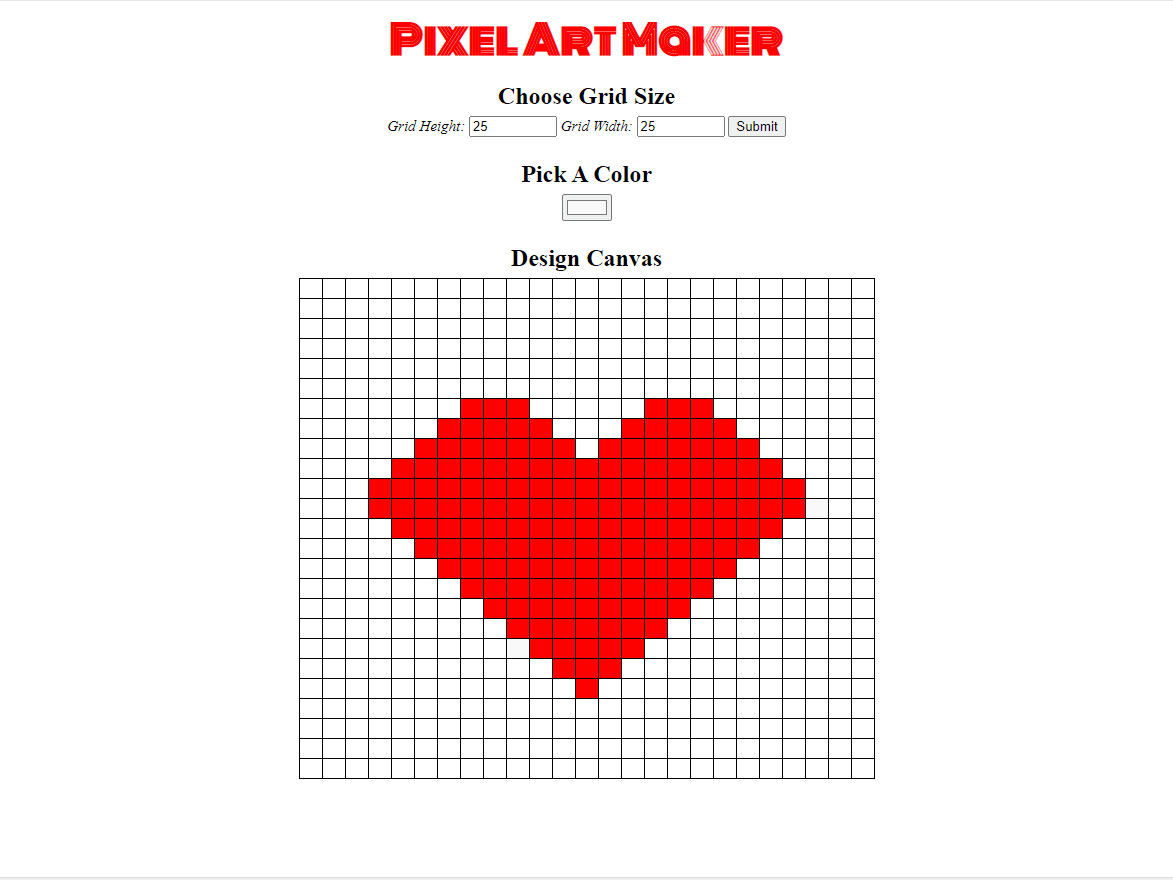 Pixel Art Maker
Choose Grid Size
Grid Height: 25 Grid Width: 25 Submit
Pick A Color
Design Canvas